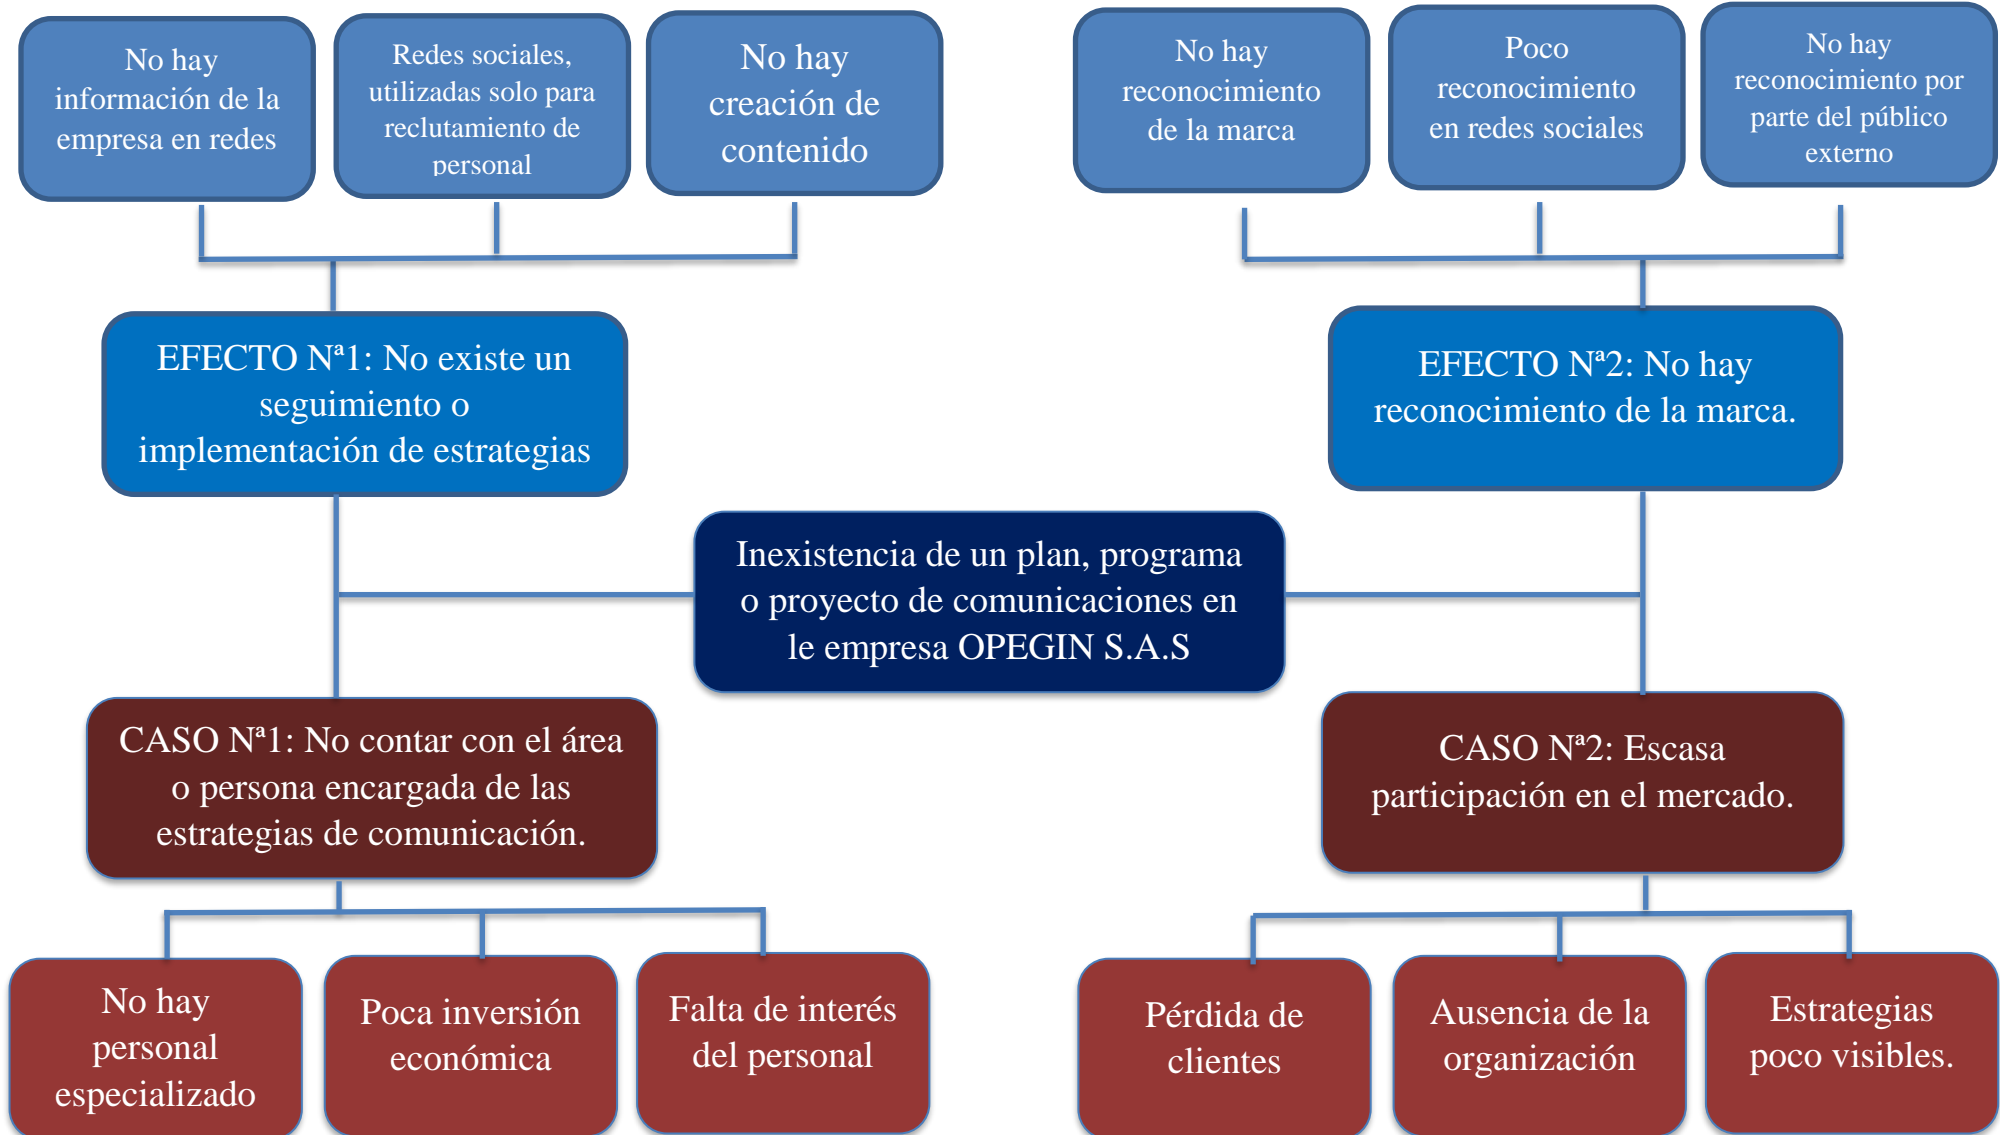 No hay
información de la
empresa en redes
Redes sociales,
utilizadas solo para
reclutamiento de
personal
No hay
creación de
contenido
No hay
reconocimiento
de la marca
Poco
reconocimiento
en redes sociales
No hay
reconocimiento por
parte del público
externo
EFECTO Nª1: No existe un
seguimiento o
implementación de estrategias
EFECTO Nª2: No hay
reconocimiento de la marca.
Inexistencia de un plan, programa
o proyecto de comunicaciones en
le empresa OPEGIN S.A.S
CASO Nª1: No contar con el área
o persona encargada de las
estrategias de comunicación.
CASO Nª2: Escasa
participación en el mercado.
No hay
personal
especializado
Poca inversión
económica
Falta de interés
del personal
Pérdida de
clientes
Ausencia de la
organización
Estrategias
poco visibles.